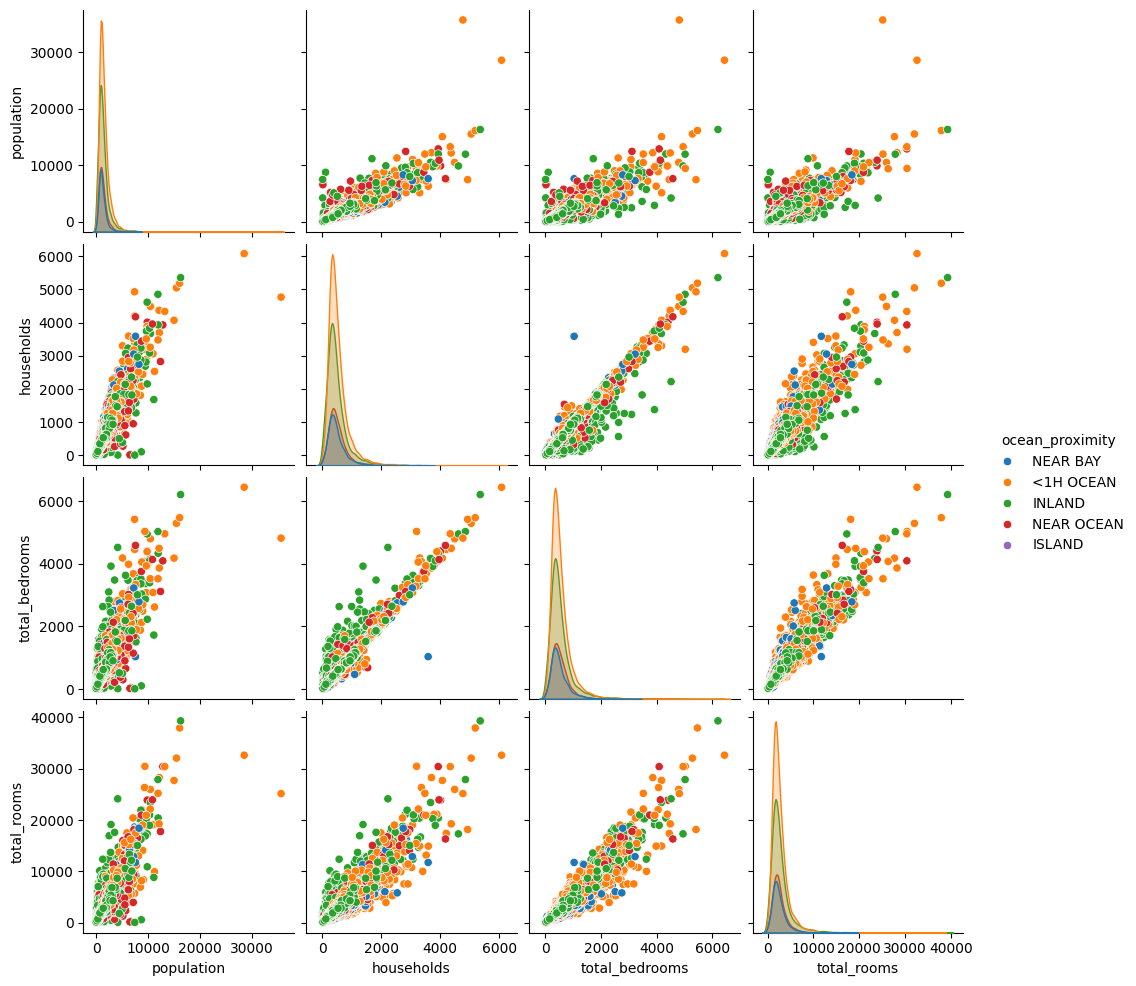 30000
20000
10000
0
population
6000
5000
4000
3000
2000
1000
0
households
ocean_proximity
NEAR BAY
<1H OCEAN
INLAND
NEAR OCEAN
ISLAND
6000
4000
2000
0
total_bedrooms
40000
30000
20000
10000
0
total_rooms
0 10000 20000 30000
0 2000 4000 6000
0 2000 4000 6000
0 10000 20000 30000 40000
population households total_bedrooms total_rooms